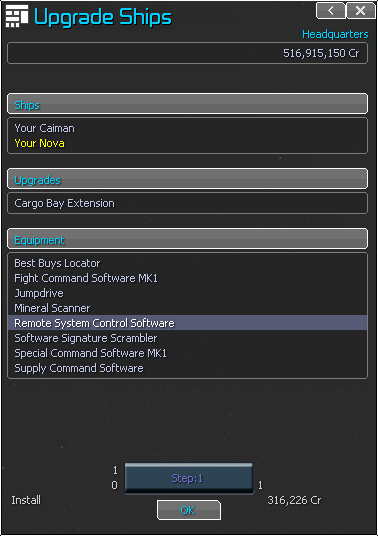 Upgrade Ships
Headquarters
516,915,150 Cr
Ships
Your Caiman
Your Nova
Upgrades
Cargo Bay Extension
Equipment
Best Buys Locator
Fight Command Software MK1
Jumpdrive
Mineral Scanner
Remote System Control Software
Software Signature Scrambler
Special Command Software MK1
Supply Command Software
1
Step:1
0
1
Install
316,226 Cr
OK